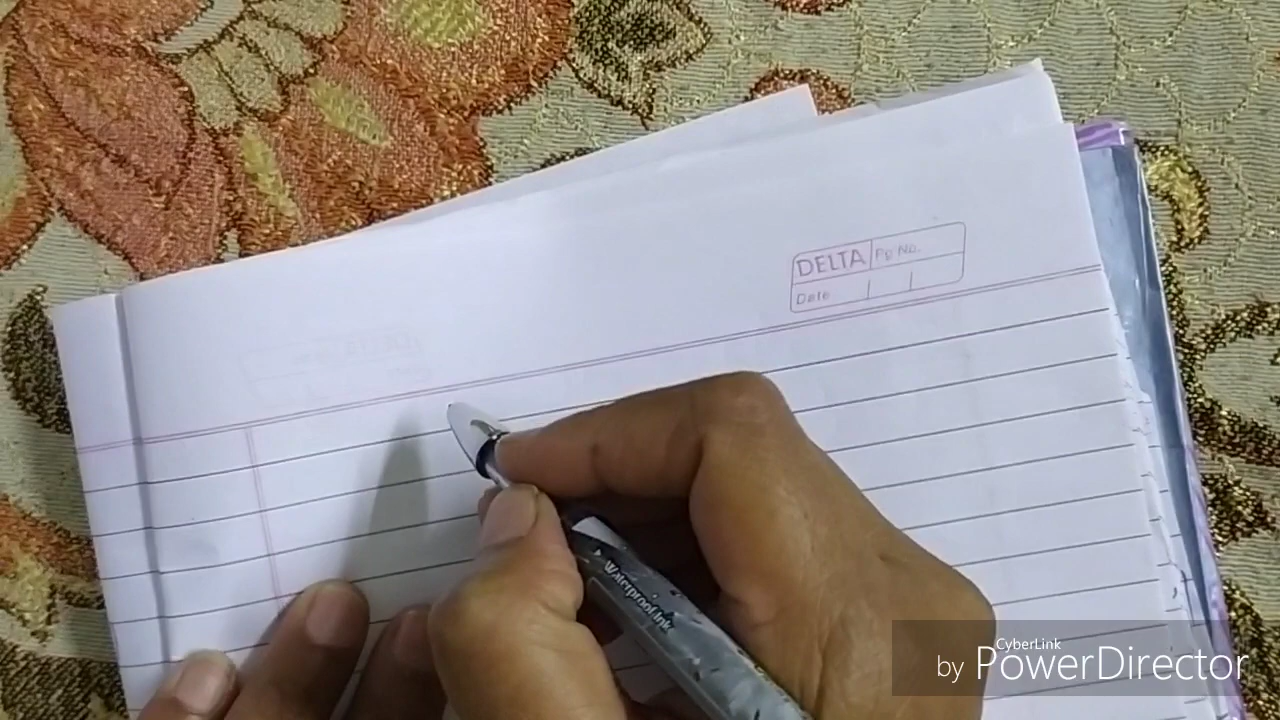 DELTA Pg No.
Date
Waterproof Ink
CyberLink
by PowerDirector